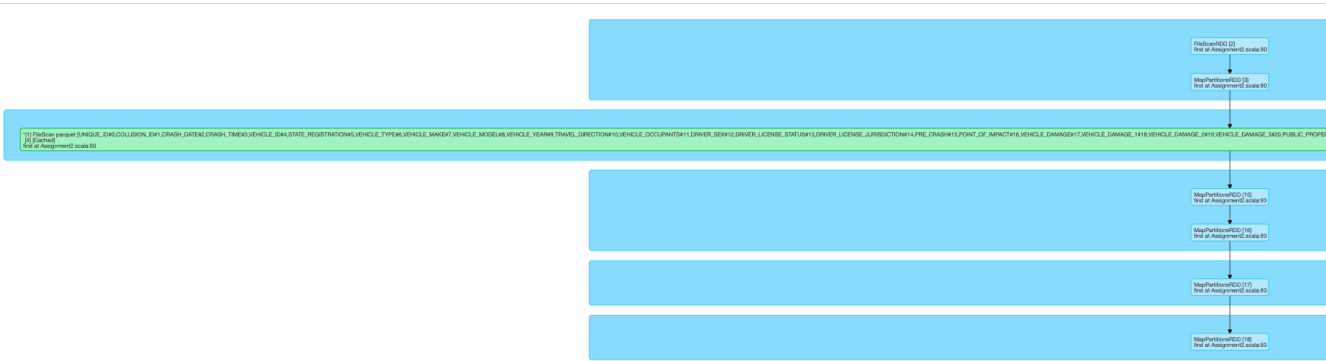 FileScanRDD [2]
first at Assignment2.scala:90
MapPartitionsRDD [3]
first at Assignment2.scala:90
*(1) FileScan parquet [UNIQUE_ID#0,COLLISION_ID#1,CRASH_DATE#2,CRASH_TIME#3,VEHICLE_ID#4,STATE_REGISTRATION#5,VEHICLE_TYPE#6,VEHICLE_MAKE#7,VEHICLE_MODEL#8,VEHICLE_YEAR#9,TRAVEL_DIRECTION#10,VEHICLE_OCCUPANTS#11,DRIVER_SEX#12,DRIVER_LICENSE_STATUS#13,DRIVER_LICENSE_JURISDICTION#14,PRE_CRASH#15,POINT_OF_IMPACT#16,VEHICLE_DAMAGE#17,VEHICLE_DAMAGE_1#18,VEHICLE_DAMAGE_2#19,VEHICLE_DAMAGE_3#20,PUBLIC_PROPER
[4] [Cached]
first at Assignment2.scala:90
MapPartitionsRDD [15]
first at Assignment2.scala:93
MapPartitionsRDD [16]
first at Assignment2.scala:93
MapPartitionsRDD [17]
first at Assignment2.scala:93
MapPartitionsRDD [18]
first at Assignment2.scala:93